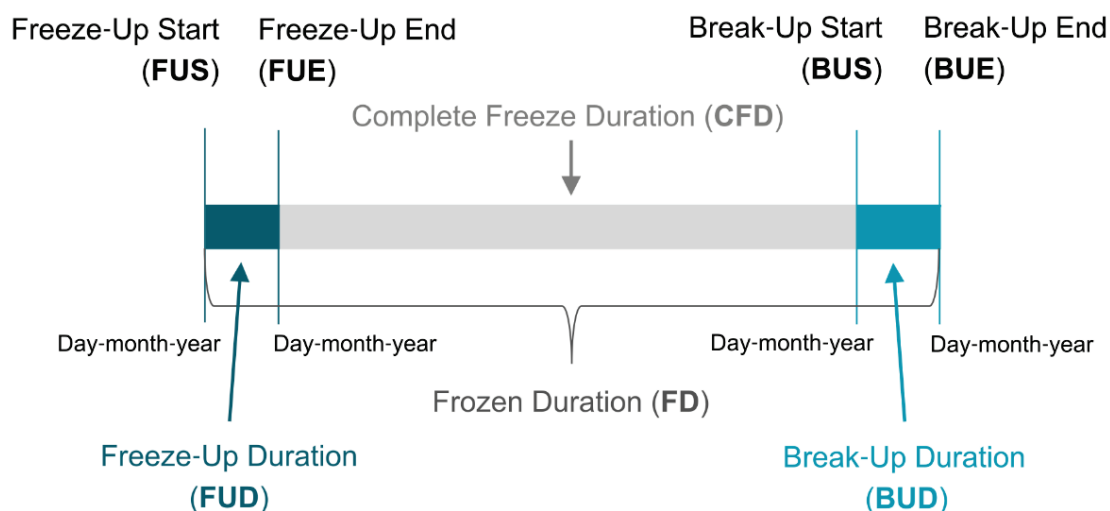 Freeze-Up Start
(FUS)
Freeze-Up End
(FUE)
Break-Up Start
(BUS)
Break-Up End
(BUE)
Complete Freeze Duration (CFD)
Day-month-year
Day-month-year
Day-month-year
Day-month-year
Frozen Duration (FD)
Freeze-Up Duration
(FUD)
Break-Up Duration
(BUD)